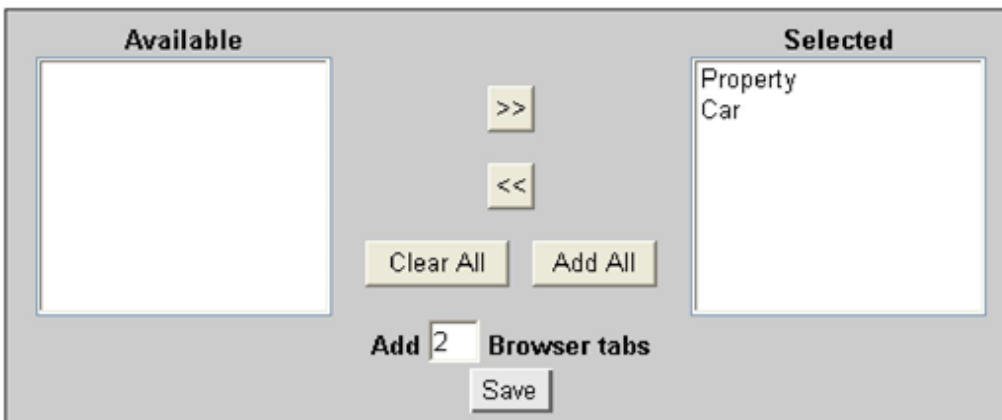 Available
Selected
Property
Car
>>
<<
Clear All
Add All
Add 2 Browser tabs
Save